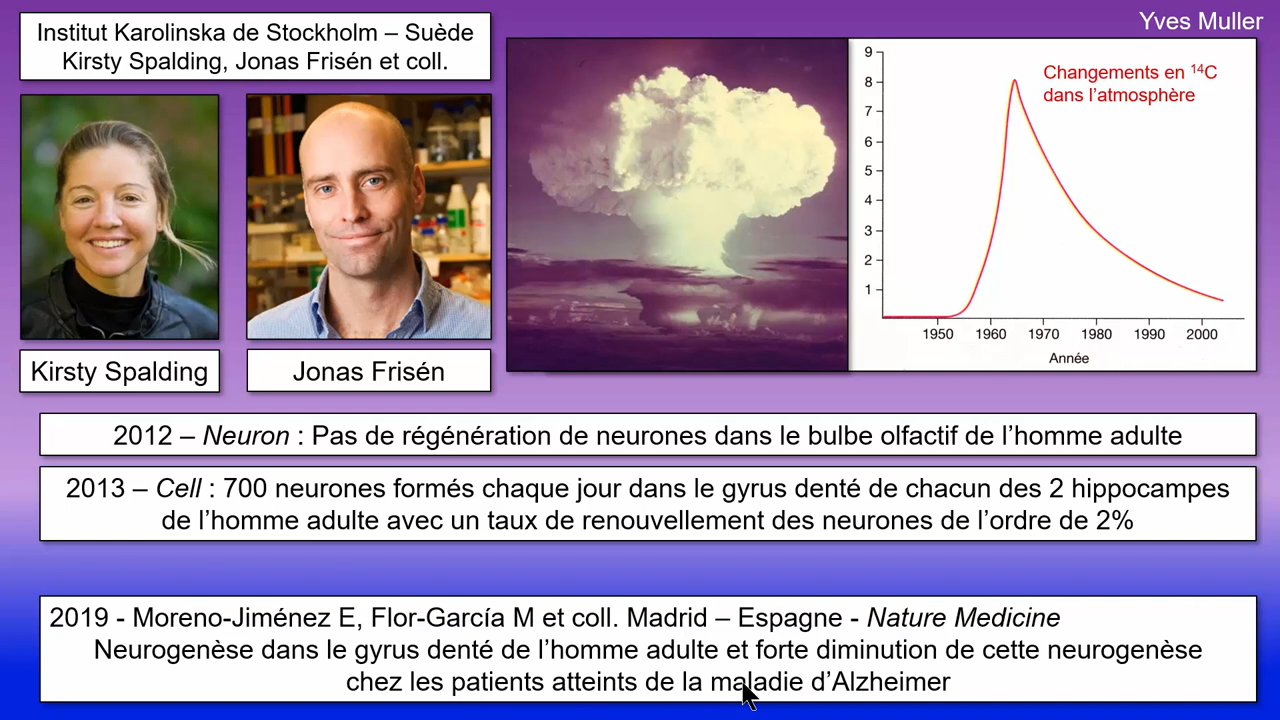 Yves Muller
Institut Karolinska de Stockholm – Suède
Kirsty Spalding, Jonas Frisén et coll.
Kirsty Spalding
Jonas Frisén
9
8
7
6
5
4
3
2
1
Changements en ¹⁴C
dans l’atmosphère
1950 1960 1970 1980 1990 2000
Année
2012 – Neuron : Pas de régénération de neurones dans le bulbe olfactif de l’homme adulte
2013 – Cell : 700 neurones formés chaque jour dans le gyrus denté de chacun des 2 hippocampes
de l’homme adulte avec un taux de renouvellement des neurones de l’ordre de 2%
2019 - Moreno-Jiménez E, Flor-García M et coll. Madrid – Espagne - Nature Medicine
Neurogenèse dans le gyrus denté de l’homme adulte et forte diminution de cette neurogenèse
chez les patients atteints de la maladie d’Alzheimer